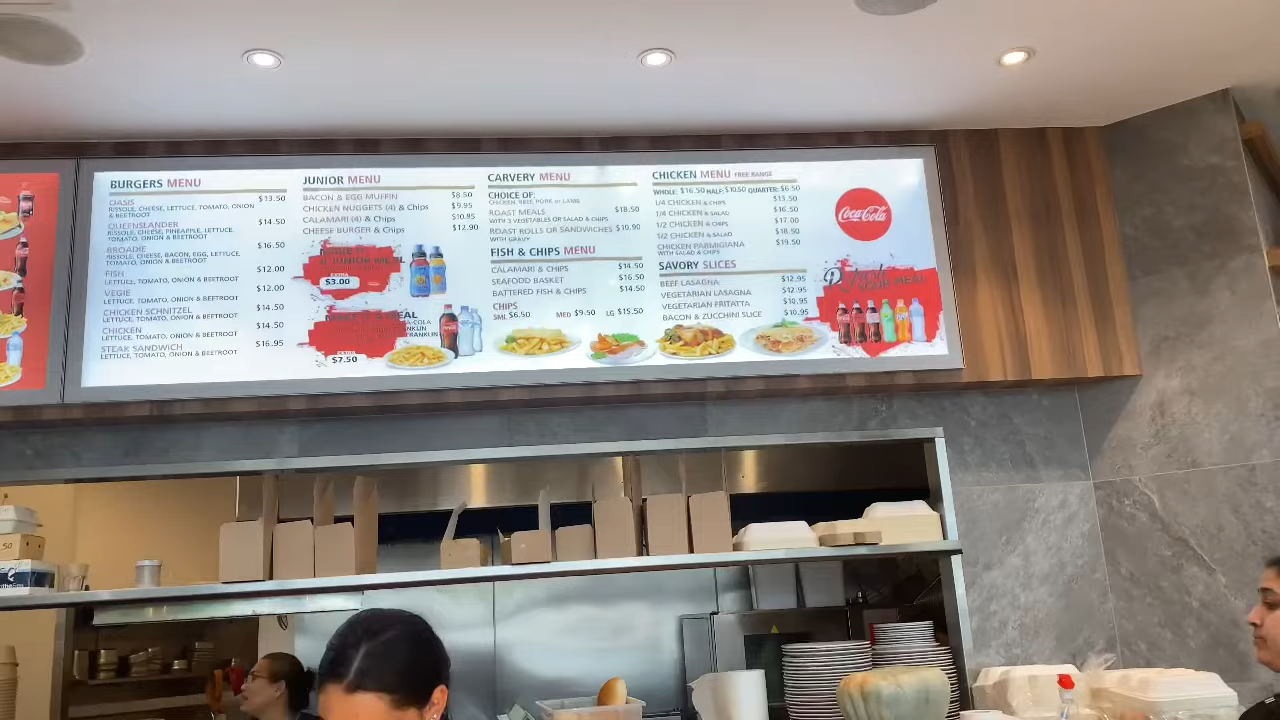 BURGERS MENU
OASIS $13.50
RISSOLE, CHEESE, LETTUCE, TOMATO, ONION
& BEETROOT
QUEENSLANDER $14.50
RISSOLE, CHEESE, PINEAPPLE, LETTUCE,
TOMATO, ONION & BEETROOT
BROADIE $16.50
RISSOLE, CHEESE, BACON, EGG, LETTUCE,
TOMATO, ONION & BEETROOT
FISH $12.00
LETTUCE, TOMATO, ONION & BEETROOT
VEGIE $12.00
LETTUCE, TOMATO, ONION & BEETROOT
CHICKEN SCHNITZEL $14.50
LETTUCE, TOMATO, ONION & BEETROOT
CHICKEN $14.50
LETTUCE, TOMATO, ONION & BEETROOT
STEAK SANDWICH $16.95
LETTUCE, TOMATO, ONION & BEETROOT
JUNIOR MENU
BACON & EGG MUFFIN $8.50
CHICKEN NUGGETS (4) & Chips $9.95
CALAMARI (4) & Chips $10.95
CHEESE BURGER & Chips $12.90
JUNIOR MEAL
EXTRA
$3.00
MEAL
EXTRA
$7.50
CARVERY MENU
CHOICE OF:
CHICKEN, BEEF, PORK or LAMB
ROAST MEALS $18.50
WITH 3 VEGETABLES OR SALAD & CHIPS
ROAST ROLLS OR SANDWICHES $10.90
WITH GRAVY
FISH & CHIPS MENU
CALAMARI & CHIPS $14.50
SEAFOOD BASKET $16.50
BATTERED FISH & CHIPS $14.50
CHIPS
SML $6.50 MED $9.50 LG $15.50
CHICKEN MENU FREE RANGE
WHOLE: $16.50 HALF: $10.50 QUARTER: $6.50
1/4 CHICKEN & CHIPS $13.50
1/4 CHICKEN & SALAD $16.50
1/2 CHICKEN & CHIPS $17.00
1/2 CHICKEN & SALAD $18.50
CHICKEN PARMIGIANA $19.50
WITH SALAD & CHIPS
SAVORY SLICES
BEEF LASAGNA $12.95
VEGETARIAN LASAGNA $12.95
VEGETARIAN FRITATTA $10.95
BACON & ZUCCHINI SLICE $10.95
Coca-Cola
YOUR MEAL
50